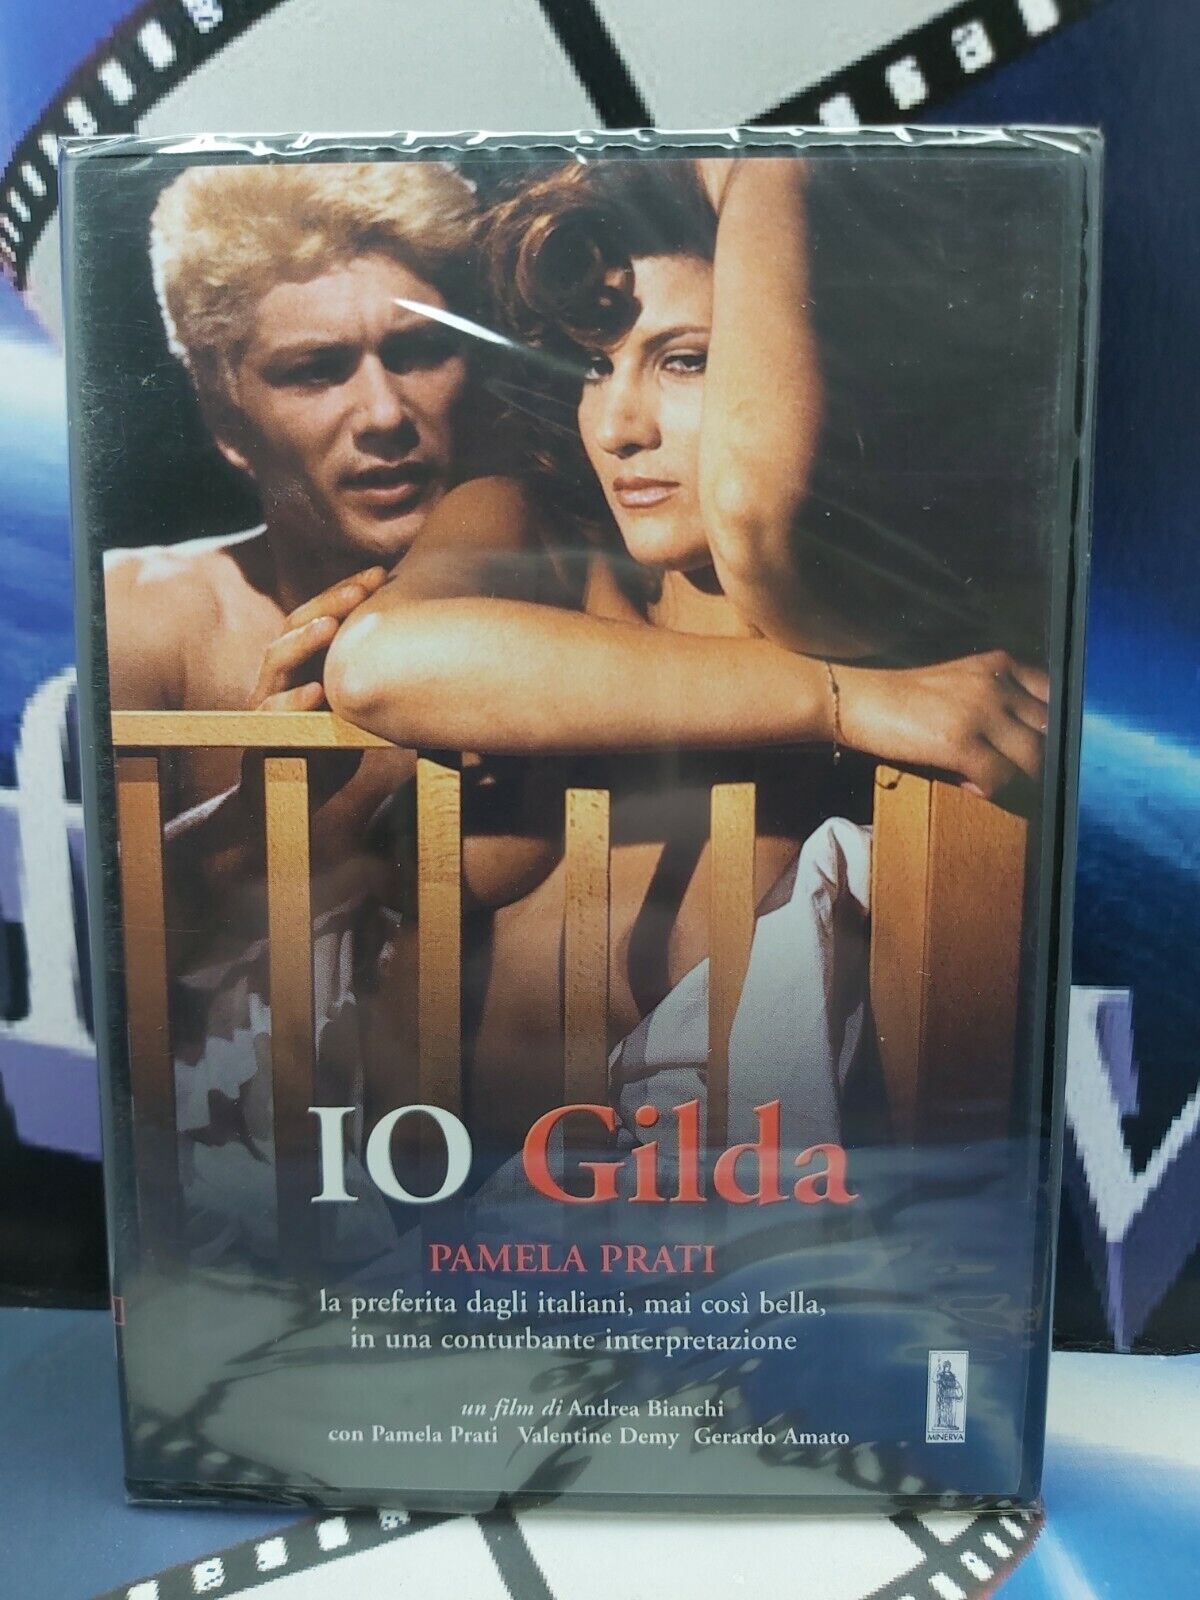 IO Gilda
PAMELA PRATI
la preferita dagli italiani, mai così bella,
in una conturbante interpretazione
un film di Andrea Bianchi
con Pamela Prati Valentine Demy Gerardo Amato
MINERVA